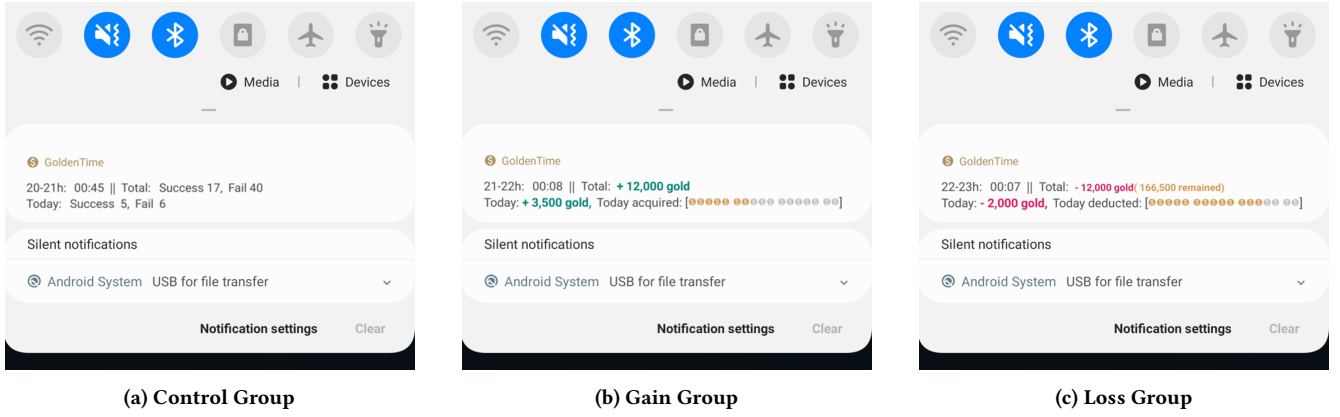 Media | Devices
GoldenTime
20-21h: 00:45 || Total: Success 17, Fail 40
Today: Success 5, Fail 6
Silent notifications
Android System USB for file transfer
Notification settings Clear
(a) Control Group
Media | Devices
GoldenTime
21-22h: 00:08 || Total: + 12,000 gold
Today: + 3,500 gold, Today acquired: [ ]
Silent notifications
Android System USB for file transfer
Notification settings Clear
(b) Gain Group
Media | Devices
GoldenTime
22-23h: 00:07 || Total: - 12,000 gold( 166,500 remained)
Today: - 2,000 gold, Today deducted: [ ]
Silent notifications
Android System USB for file transfer
Notification settings Clear
(c) Loss Group